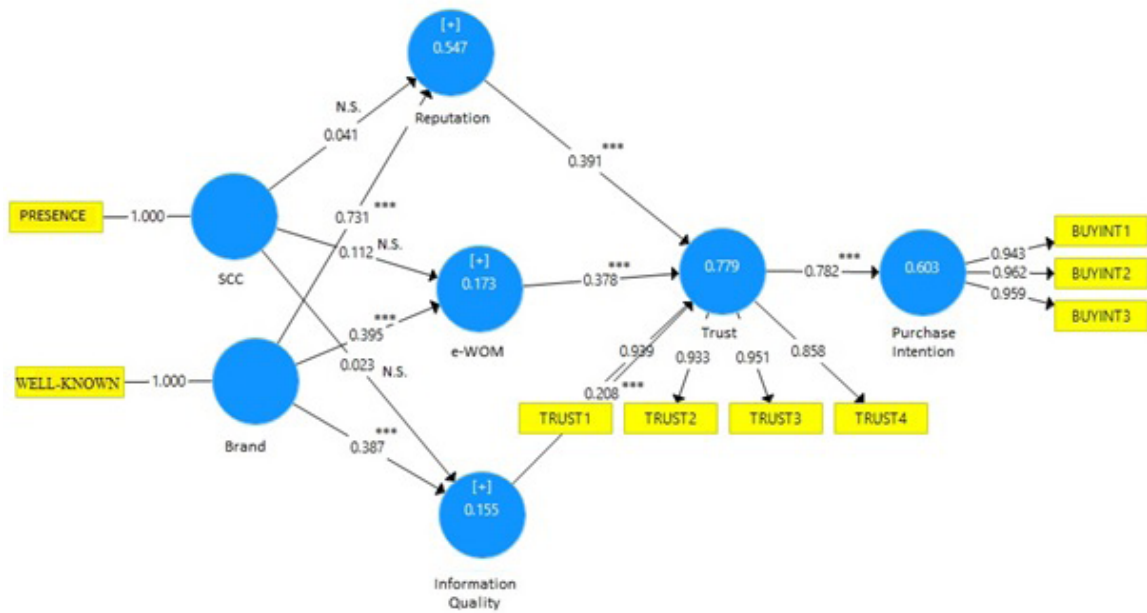 [+]
0.547
Reputation
N.S.
0.041
0.391
***
PRESENCE
1.000
SCC
0.731
***
0.112
N.S.
[+]
0.173
e-WOM
0.378
***
0.779
Trust
0.782
***
0.603
Purchase
Intention
0.943
BUYINT1
0.962
BUYINT2
0.959
BUYINT3
WELL-KNOWN
1.000
Brand
0.395
***
0.023
N.S.
0.387
***
0.939
0.208
***
0.933
0.951
0.858
TRUST1
TRUST2
TRUST3
TRUST4
[+]
0.155
Information
Quality